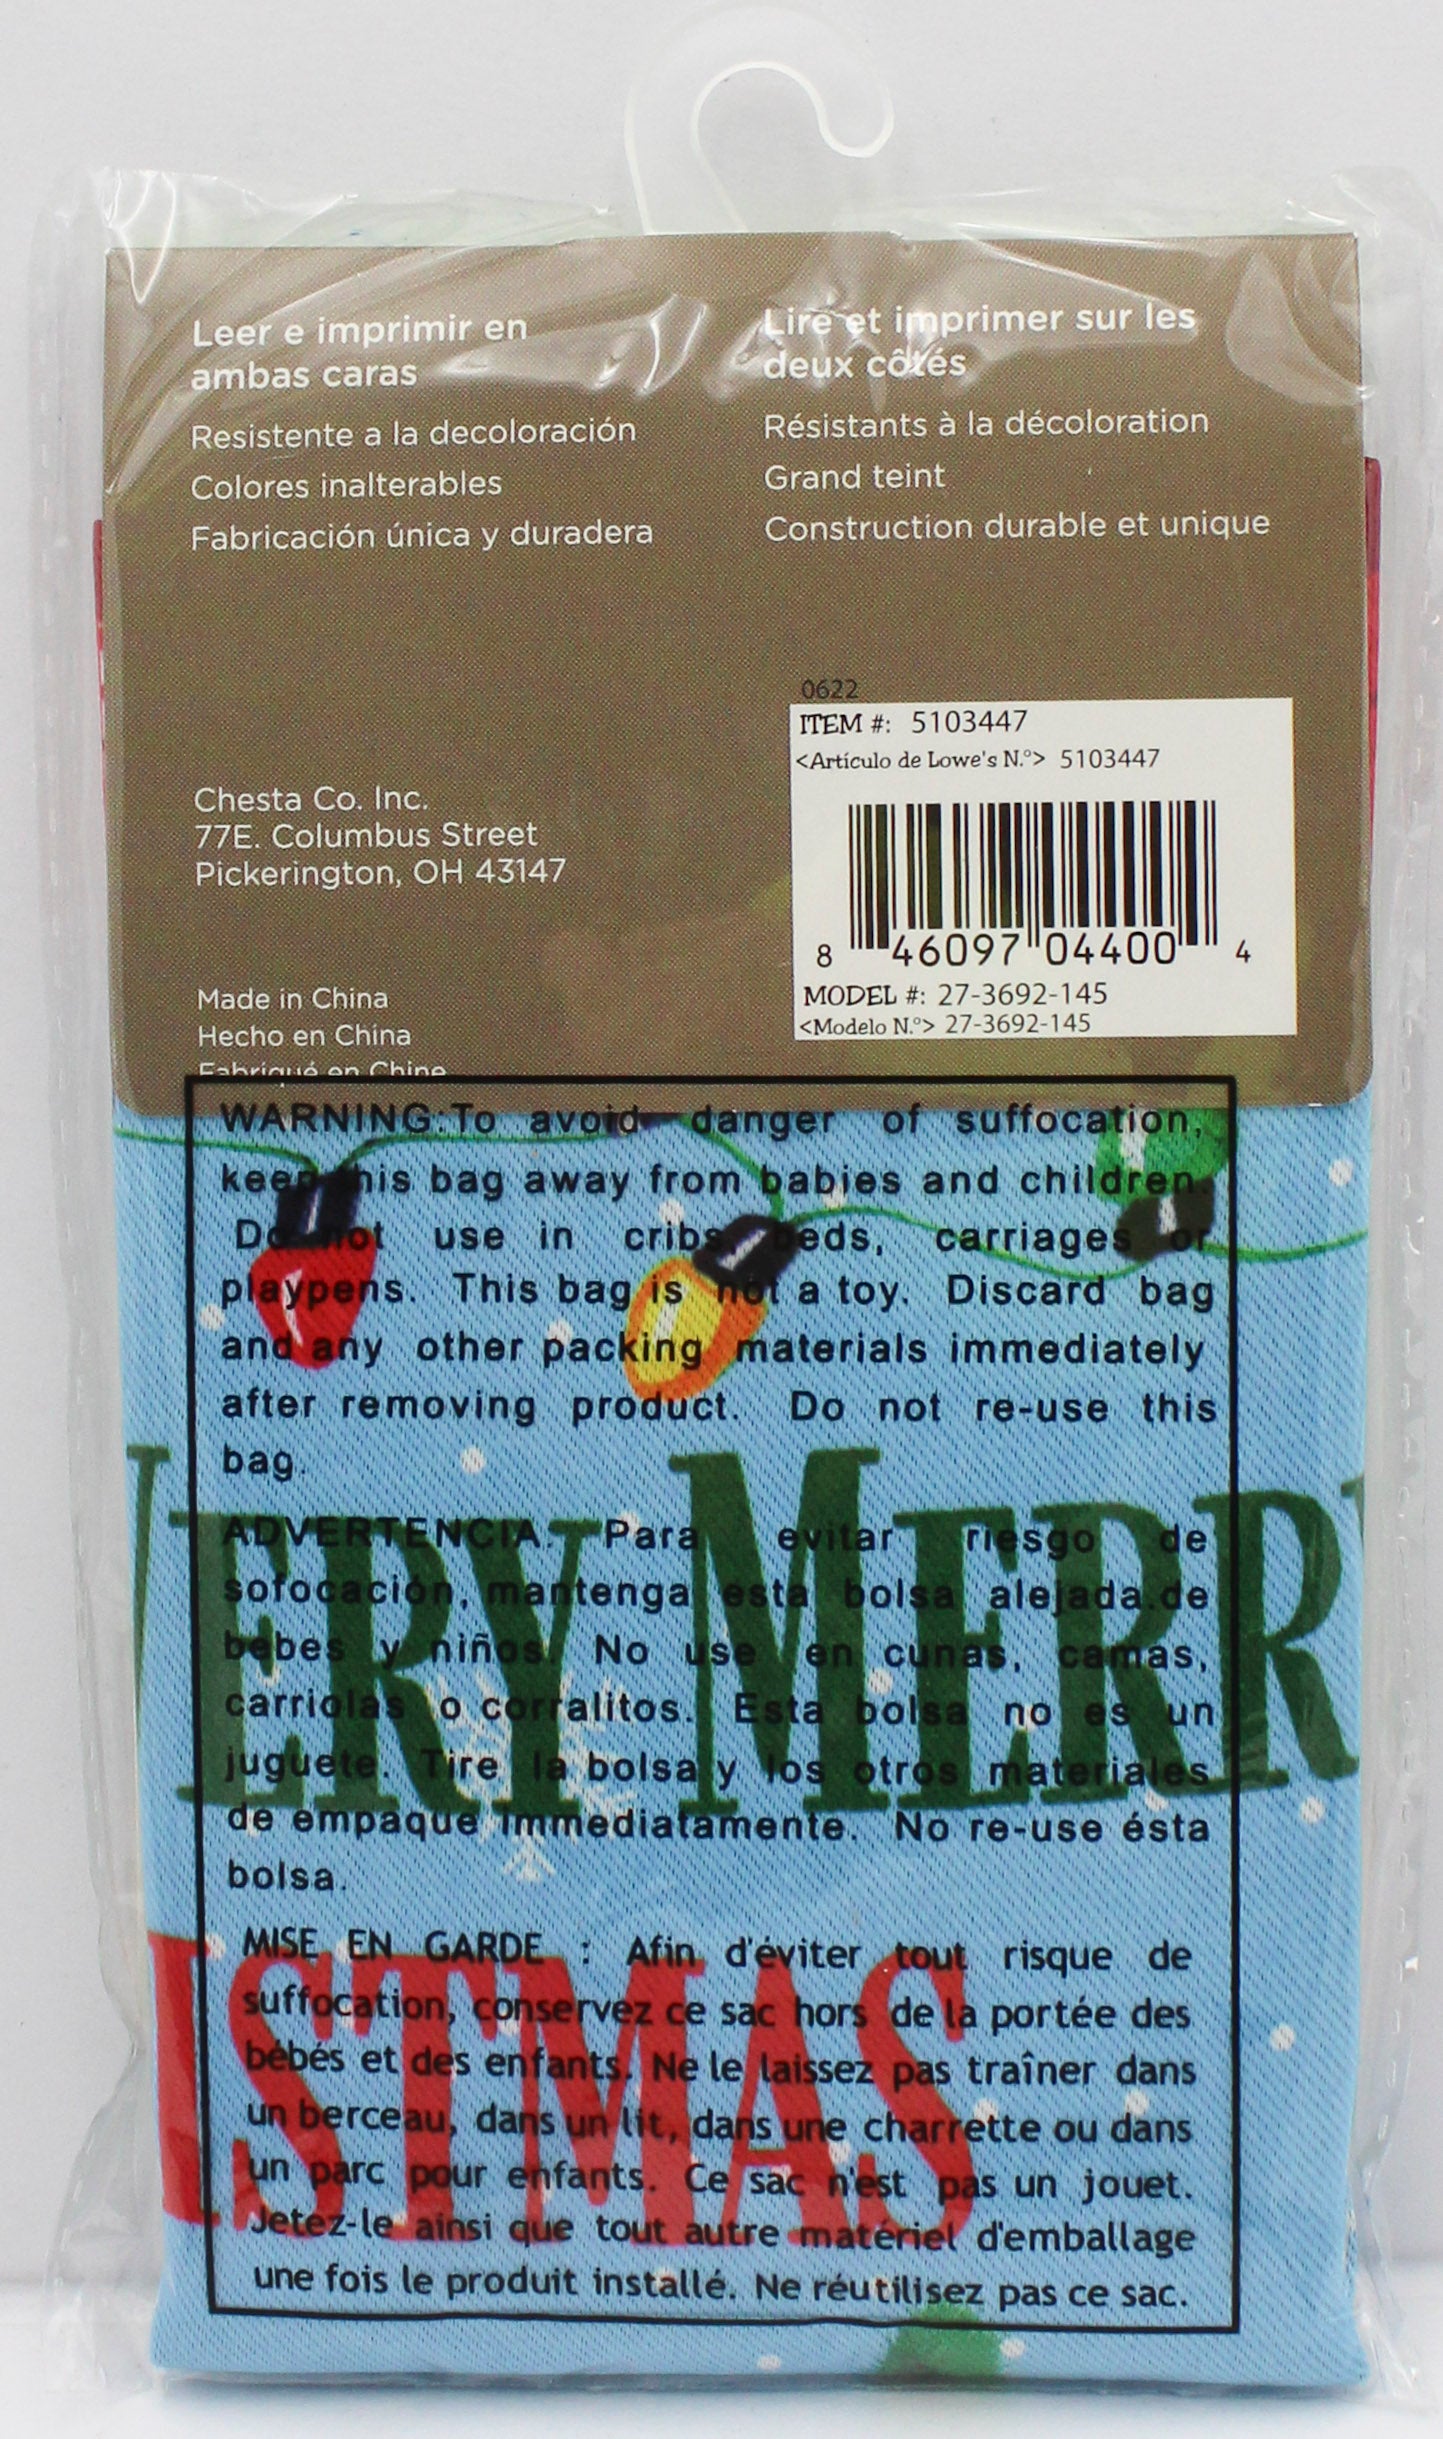 Leer e imprimir en
ambas caras
Resistente a la decoloración
Colores inalterables
Fabricación única y duradera
Lire et imprimer sur les
deux côtés
Résistants à la décoloration
Grand teint
Construction durable et unique
0622
ITEM #: 5103447
<Artículo de Lowe's N.°> 5103447
8 46097 04400 4
MODEL #: 27-3692-145
<Modelo N.°> 27-3692-145
Chesta Co. Inc.
77E. Columbus Street
Pickerington, OH 43147
Made in China
Hecho en China
Fabriqué en Chine
WARNING:To avoid danger of suffocation,
keep this bag away from babies and children.
Do not use in cribs, beds, carriages or
playpens. This bag is not a toy. Discard bag
and any other packing materials immediately
after removing product. Do not re-use this
bag.
ADVERTENCIA: Para evitar riesgo de
sofocación, mantenga esta bolsa alejada.de
bebes y niños. No use en cunas, camas,
carriolas o corralitos. Esta bolsa no es un
juguete. Tire la bolsa y los otros materiales
de empaque immediatamente. No re-use ésta
bolsa.
MISE EN GARDE : Afin d'éviter tout risque de
suffocation, conservez ce sac hors de la portée des
bébés et des enfants. Ne le laissez pas traîner dans
un berceau, dans un lit, dans une charrette ou dans
un parc pour enfants. Ce sac n'est pas un jouet.
Jetez-le ainsi que tout autre matériel d'emballage
une fois le produit installé. Ne réutilisez pas ce sac.
VERY MERRY
ISTMAS